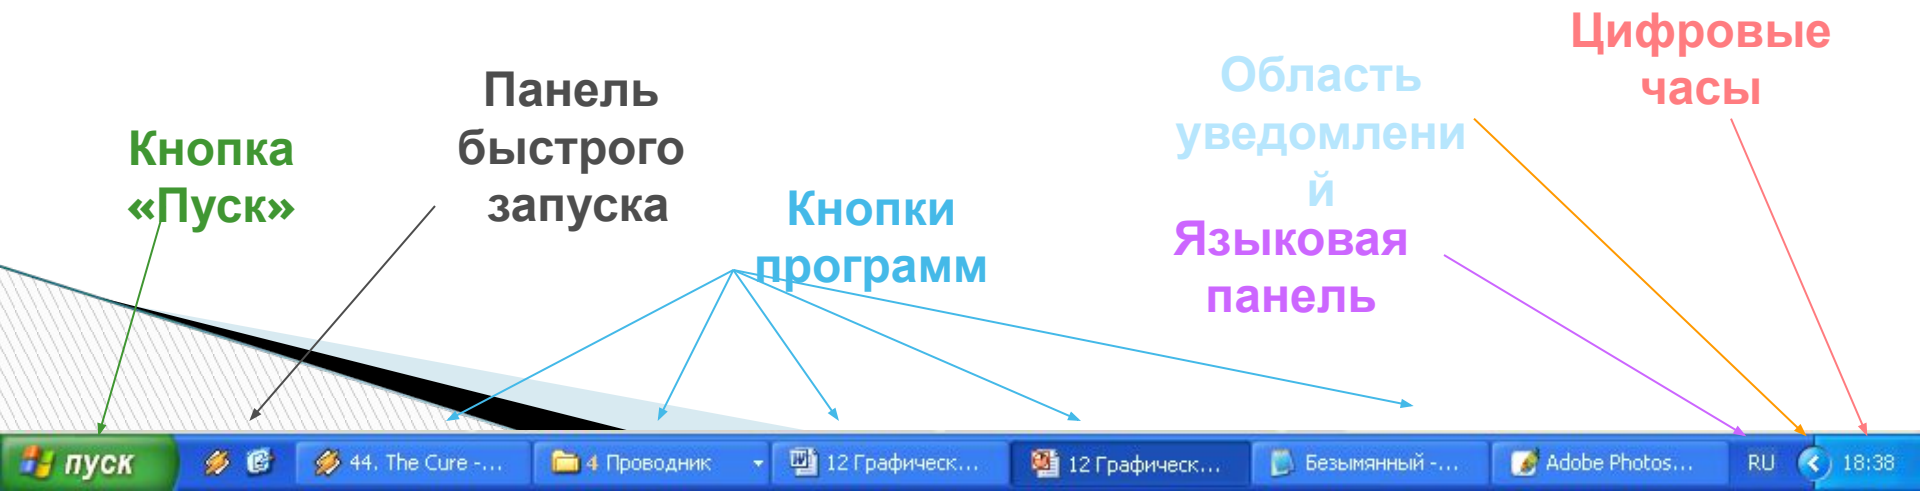 Цифровые
часы
Область
уведомлени
й
Панель
быстрого
запуска
Кнопка
«Пуск»
Кнопки
программ
Языковая
панель
пуск
44. The Cure -...
4 Проводник
12 Графическ...
12 Графическ...
Безымянный -...
Adobe Photos...
RU
18:38